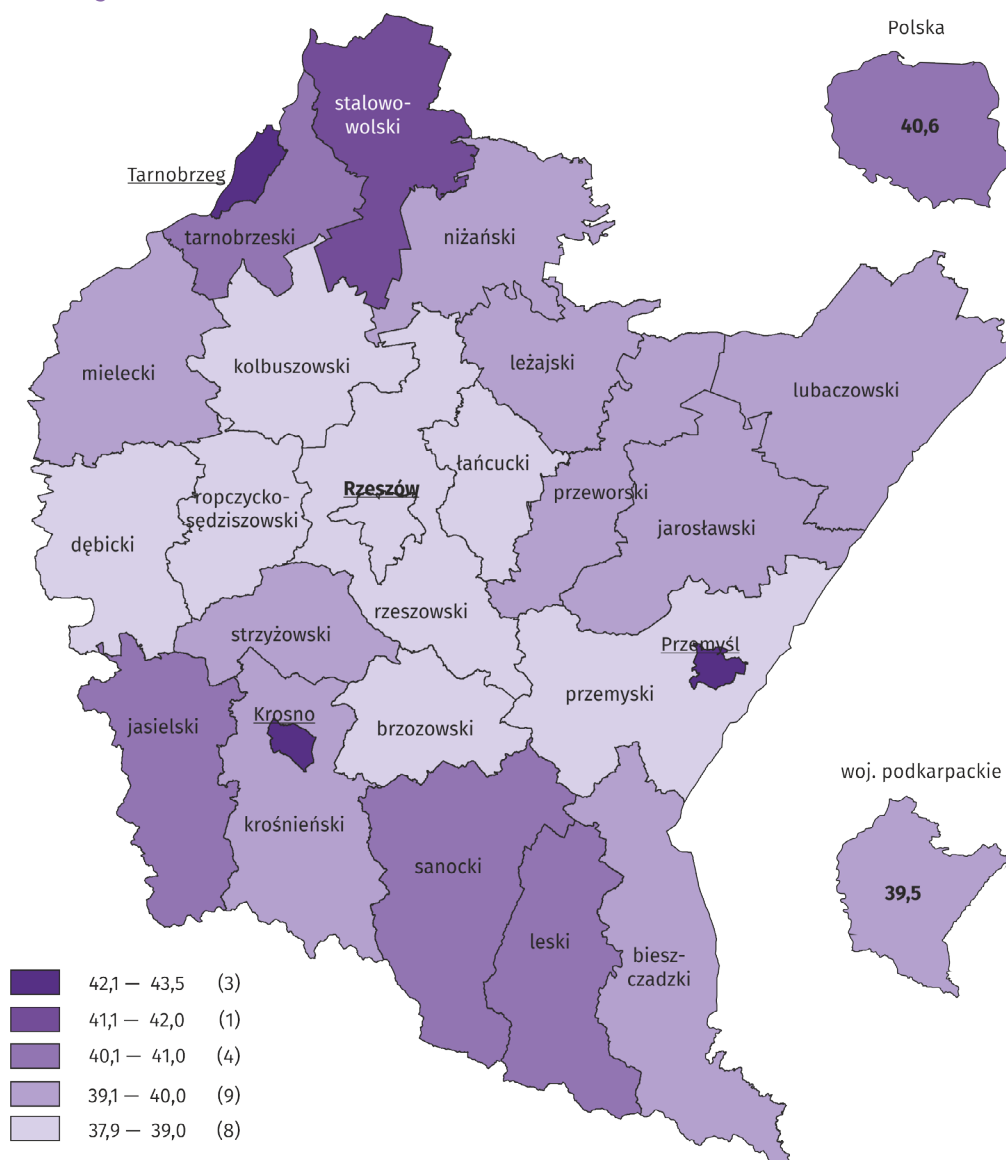 Polska
40,6
stalowo-
wolski
Tarnobrzeg
tarnobrzeski
niżański
mielecki
kolbuszowski
leżajski
lubaczowski
łańcucki
Rzeszów
przeworski
ropczycko-
sędziszowski
jarosławski
dębicki
rzeszowski
strzyżowski
Przemyśl
przemyski
Krosno
jasielski
brzozowski
woj. podkarpackie
39,5
krośnieński
sanocki
leski
biesz-
czadzki
42,1 — 43,5 (3)
41,1 — 42,0 (1)
40,1 — 41,0 (4)
39,1 — 40,0 (9)
37,9 — 39,0 (8)